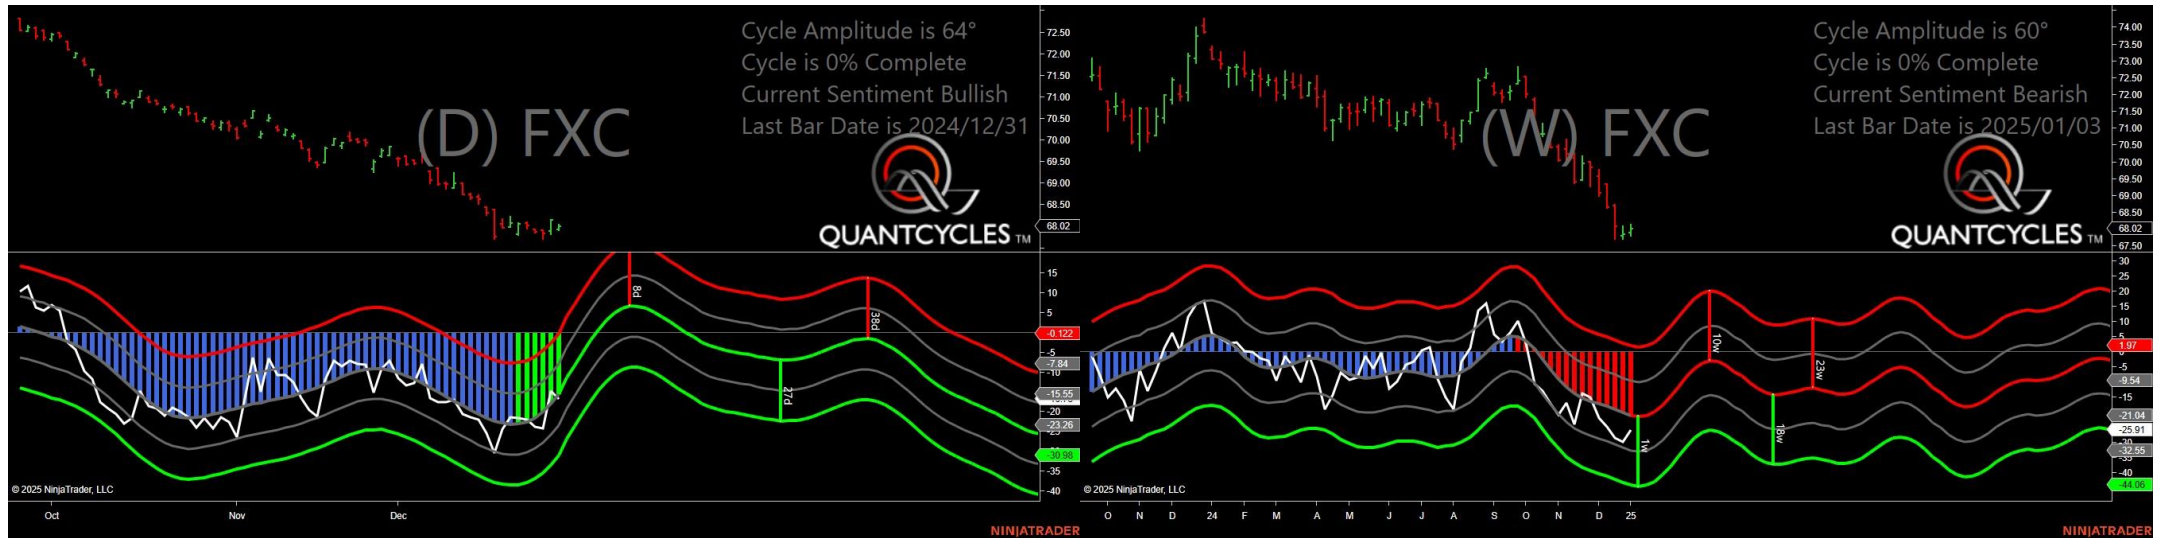 Cycle Amplitude is 64°
Cycle is 0% Complete
Current Sentiment Bullish
Last Bar Date is 2024/12/31
(D) FXC
QUANTCYCLES TM
72.50
72.00
71.50
71.00
70.50
70.00
69.50
69.00
68.50
68.02
8d
27d
38d
15
10
5
-0.122
-5
-7.84
-10
-15.55
-20
-23.26
-30.98
-35
-40
© 2025 NinjaTrader, LLC
Oct Nov Dec
NINJATRADER
Cycle Amplitude is 60°
Cycle is 0% Complete
Current Sentiment Bearish
Last Bar Date is 2025/01/03
(W) FXC
QUANTCYCLES TM
74.00
73.50
73.00
72.50
72.00
71.50
71.00
70.50
70.00
69.50
69.00
68.50
68.02
67.50
1w
10w
18w
23w
30
20
15
10
5
1.97
-5
-9.54
-15
-21.04
-25.91
-32.55
-35
-40
-44.06
© 2025 NinjaTrader, LLC
O N D 24 F M A M J J A S O N D 25
NINJATRADER